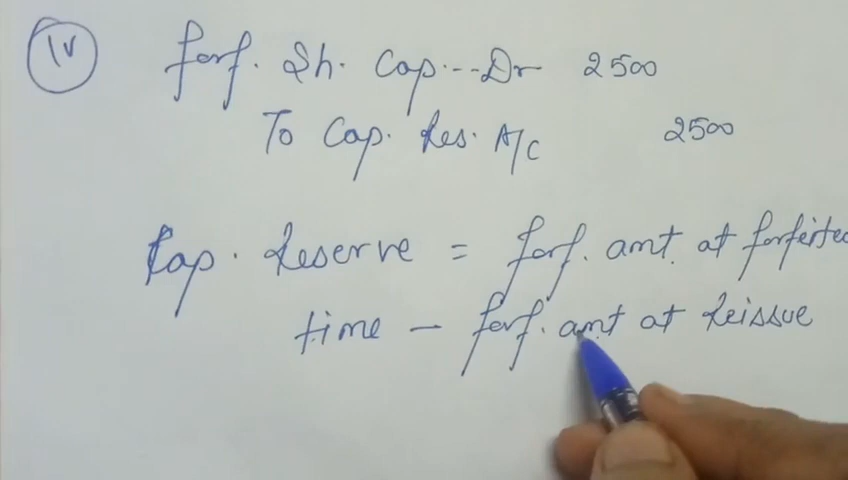 IV
forf. Sh. Cap...Dr 2500
To Cap. Res. A/C 2500
Cap. Reserve = forf. amt. at forfeited
time - forf. amt at Reissue